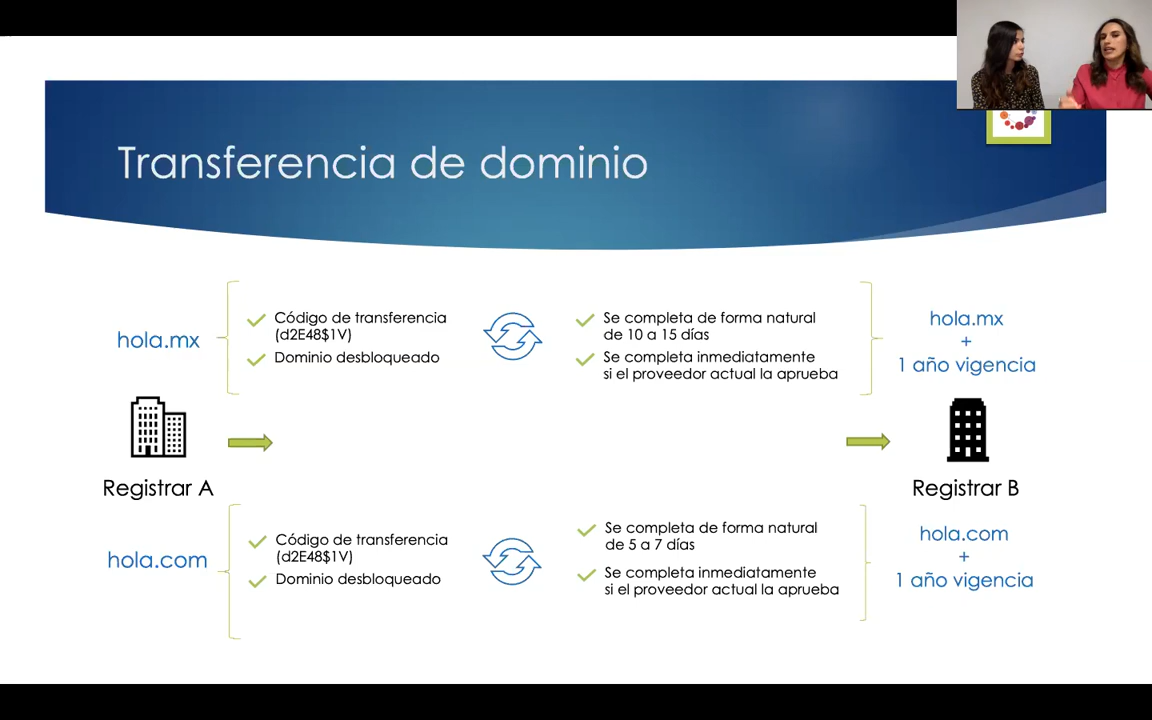 Transferencia de dominio
hola.mx
Código de transferencia
(d2E48$1V)
Dominio desbloqueado
Se completa de forma natural
de 10 a 15 días
Se completa inmediatamente
si el proveedor actual la aprueba
hola.mx
+
1 año vigencia
Registrar A
Registrar B
hola.com
Código de transferencia
(d2E48$1V)
Dominio desbloqueado
Se completa de forma natural
de 5 a 7 días
Se completa inmediatamente
si el proveedor actual la aprueba
hola.com
+
1 año vigencia